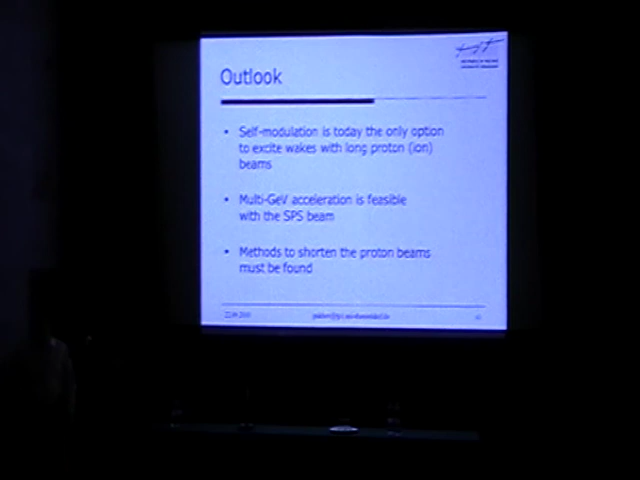 Outlook
• Self-modulation is today the only option
to excite wakes with long proton (ion)
beams
• Multi-GeV acceleration is feasible
with the SPS beam
• Methods to shorten the proton beams
must be found